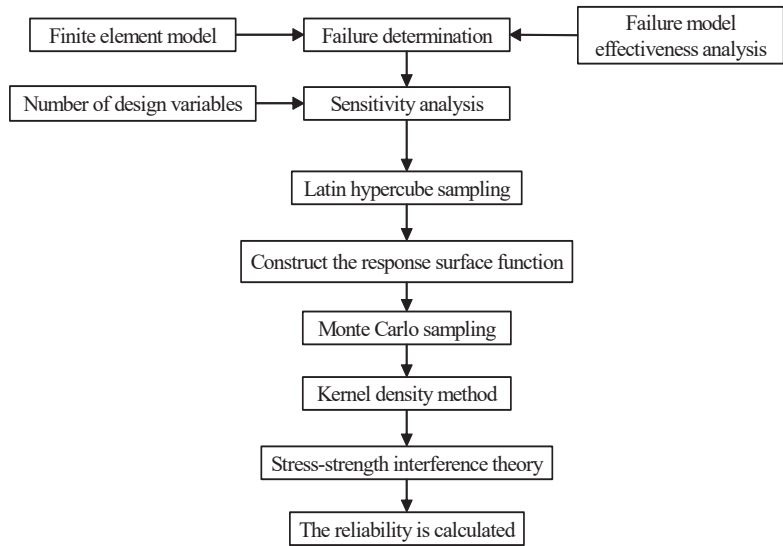 Finite element model
Failure determination
Failure model
effectiveness analysis
Number of design variables
Sensitivity analysis
Latin hypercube sampling
Construct the response surface function
Monte Carlo sampling
Kernel density method
Stress-strength interference theory
The reliability is calculated